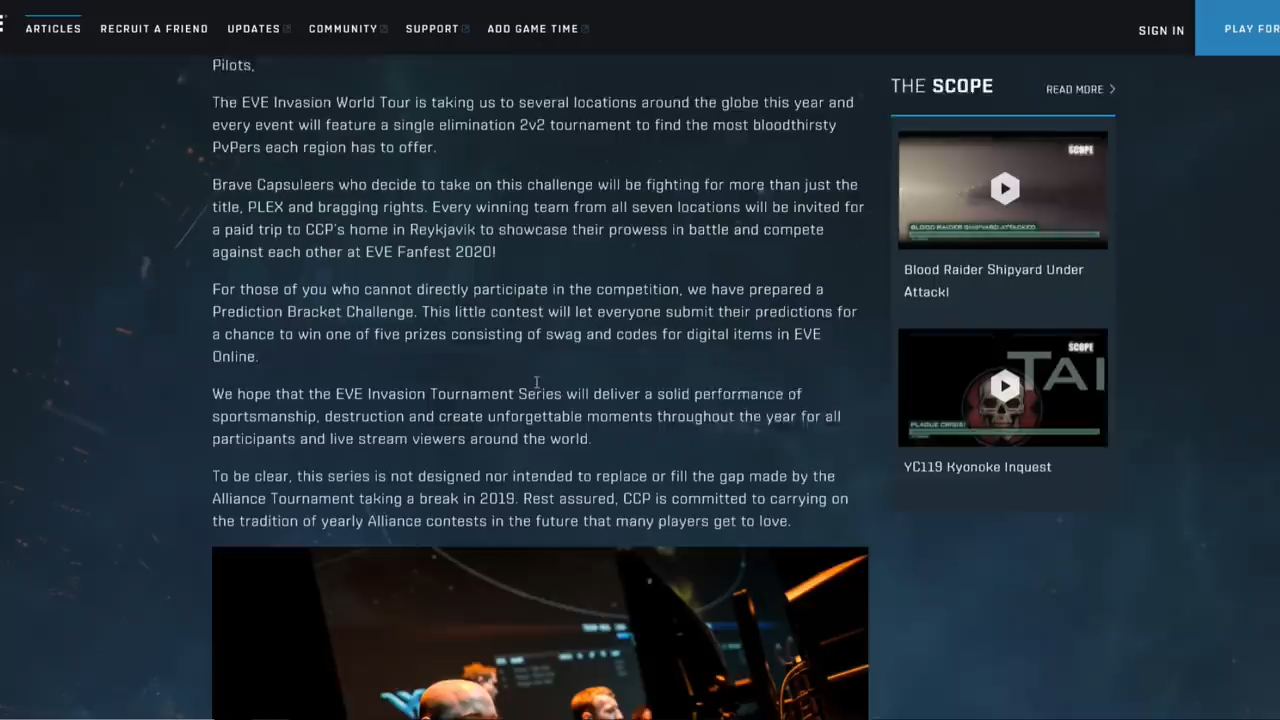 ARTICLES RECRUIT A FRIEND UPDATES COMMUNITY SUPPORT ADD GAME TIME SIGN IN PLAY FOR
Pilots,
The EVE Invasion World Tour is taking us to several locations around the globe this year and
every event will feature a single elimination 2v2 tournament to find the most bloodthirsty
PvPers each region has to offer.
Brave Capsuleers who decide to take on this challenge will be fighting for more than just the
title, PLEX and bragging rights. Every winning team from all seven locations will be invited for
a paid trip to CCP's home in Reykjavik to showcase their prowess in battle and compete
against each other at EVE Fanfest 2020!
For those of you who cannot directly participate in the competition, we have prepared a
Prediction Bracket Challenge. This little contest will let everyone submit their predictions for
a chance to win one of five prizes consisting of swag and codes for digital items in EVE
Online.
We hope that the EVE Invasion Tournament Series will deliver a solid performance of
sportsmanship, destruction and create unforgettable moments throughout the year for all
participants and live stream viewers around the world.
To be clear, this series is not designed nor intended to replace or fill the gap made by the
Alliance Tournament taking a break in 2019. Rest assured, CCP is committed to carrying on
the tradition of yearly Alliance contests in the future that many players get to love.
THE SCOPE READ MORE
SCOPE
BLOOD RAIDER SHIPYARD ATTACKED
Blood Raider Shipyard Under
Attack!
SCOPE
TAI
PLAGUE CRISIS!
YC119 Kyonoke Inquest